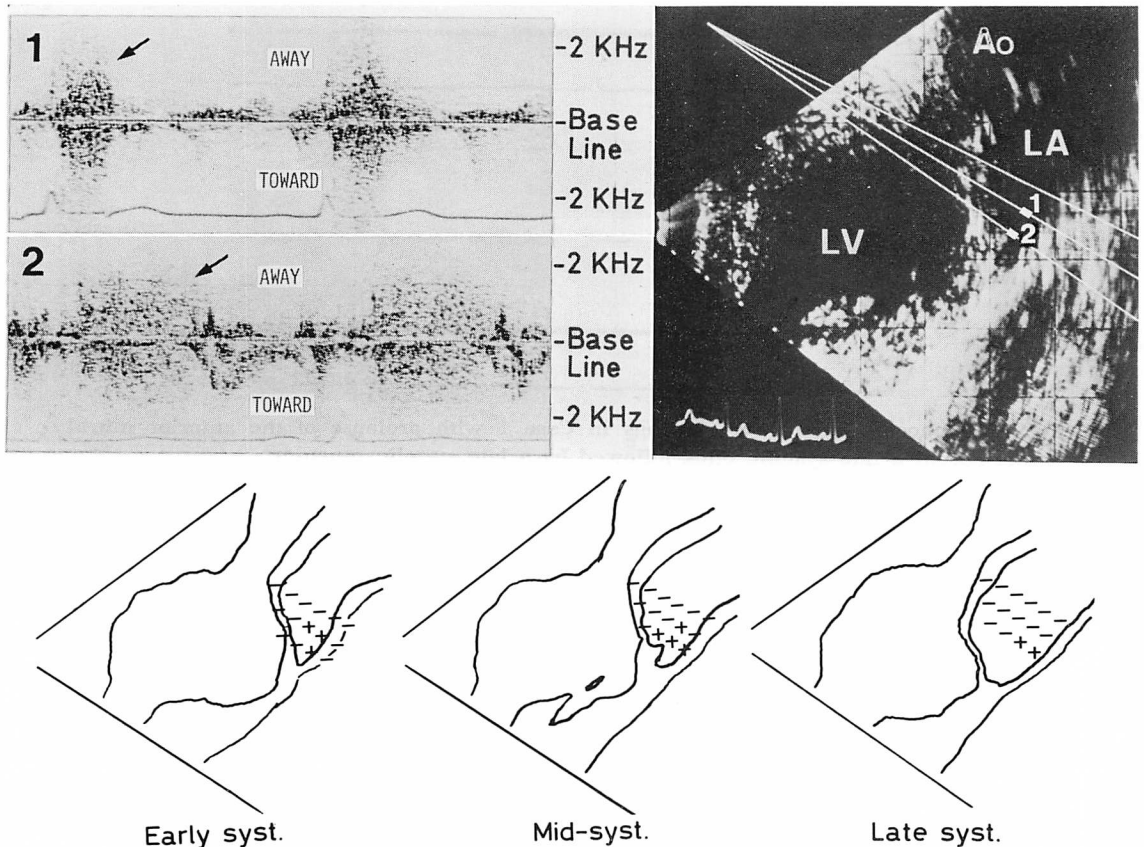 1
AWAY
TOWARD
-2 KHz
-Base
Line
-2 KHz
2
AWAY
TOWARD
-2 KHz
-Base
Line
-2 KHz
Ao
LA
LV
1
2
Early syst.
Mid-syst.
Late syst.